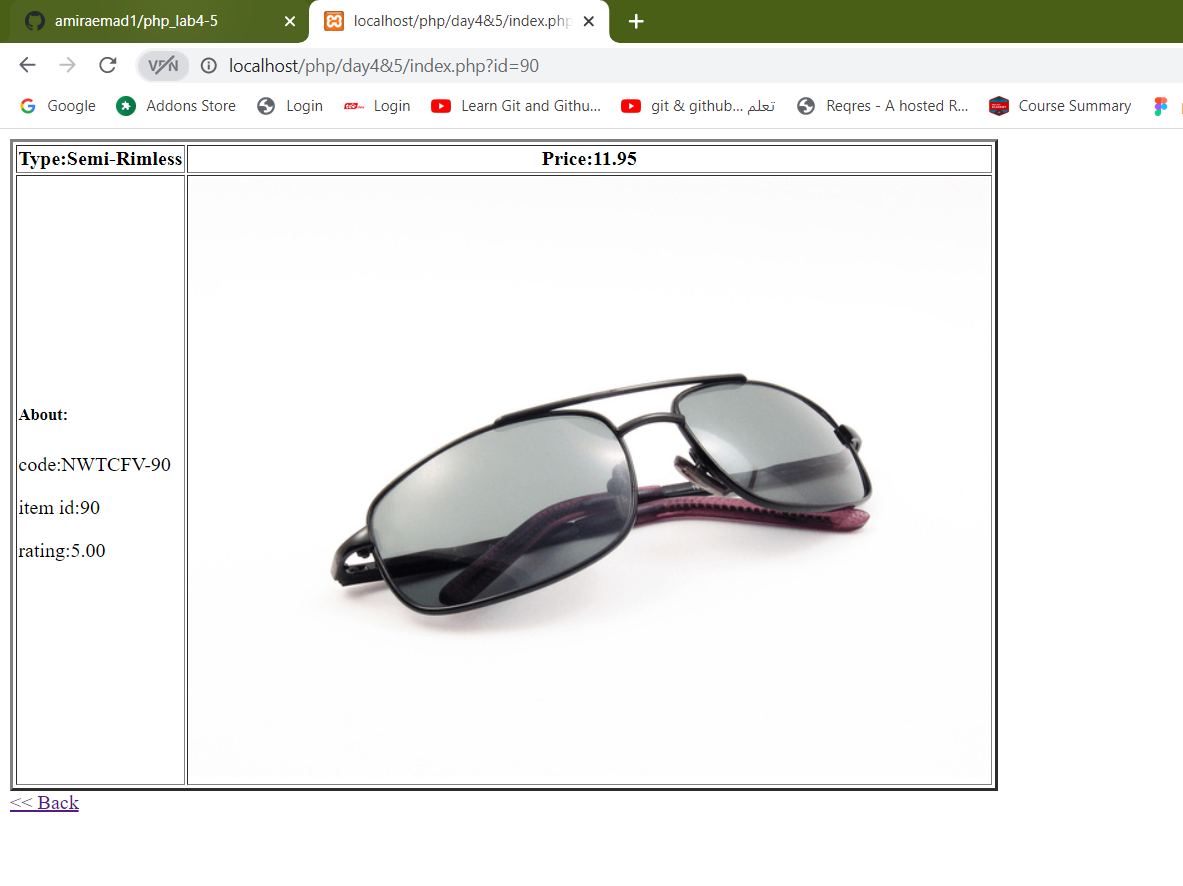 amiraemad1/php_lab4-5
localhost/php/day4&5/index.php
VPN
localhost/php/day4&5/index.php?id=90
Google
Addons Store
Login
Login
Learn Git and Githu...
تعلم git & github...
Reqres - A hosted R...
Course Summary
Type:Semi-Rimless
Price:11.95
About:
code:NWTCFV-90
item id:90
rating:5.00
<< Back